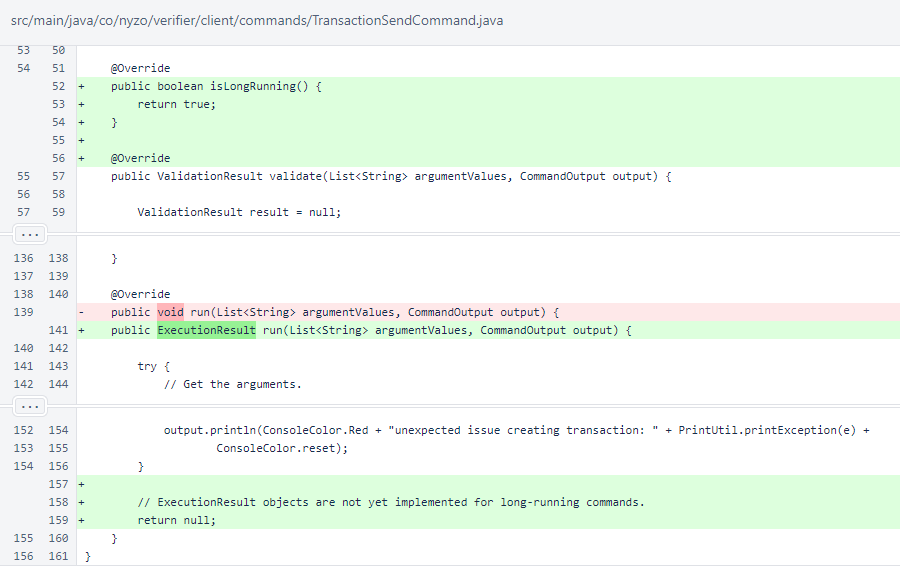 src/main/java/co/nyzo/verifier/client/commands/TransactionSendCommand.java
53 50
54 51 @Override
52 + public boolean isLongRunning() {
53 + return true;
54 + }
55 +
56 + @Override
55 57 public ValidationResult validate(List<String> argumentValues, CommandOutput output) {
56 58
57 59 ValidationResult result = null;
...
136 138 }
137 139
138 140 @Override
139 - public void run(List<String> argumentValues, CommandOutput output) {
141 + public ExecutionResult run(List<String> argumentValues, CommandOutput output) {
140 142
141 143 try {
142 144 // Get the arguments.
...
152 154 output.println(ConsoleColor.Red + "unexpected issue creating transaction: " + PrintUtil.printException(e) +
153 155 ConsoleColor.reset);
154 156 }
157 +
158 + // ExecutionResult objects are not yet implemented for long-running commands.
159 + return null;
155 160 }
156 161 }